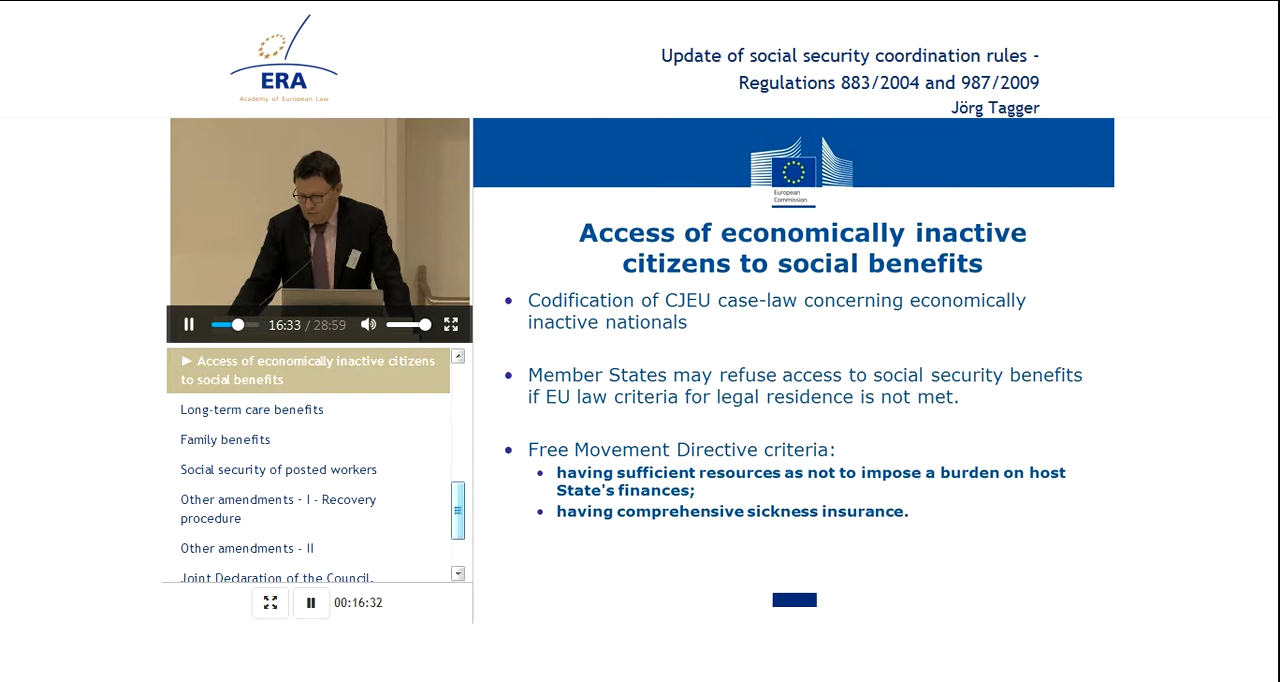 ERA
Academy of European Law
Update of social security coordination rules -
Regulations 883/2004 and 987/2009
Jörg Tagger
European
Commission
Access of economically inactive
citizens to social benefits
• Codification of CJEU case-law concerning economically
inactive nationals
• Member States may refuse access to social security benefits
if EU law criteria for legal residence is not met.
• Free Movement Directive criteria:
• having sufficient resources as not to impose a burden on host
State's finances;
• having comprehensive sickness insurance.
16:33 / 28:59
► Access of economically inactive citizens
to social benefits
Long-term care benefits
Family benefits
Social security of posted workers
Other amendments - I - Recovery
procedure
Other amendments - II
Joint Declaration of the Council,
00:16:32